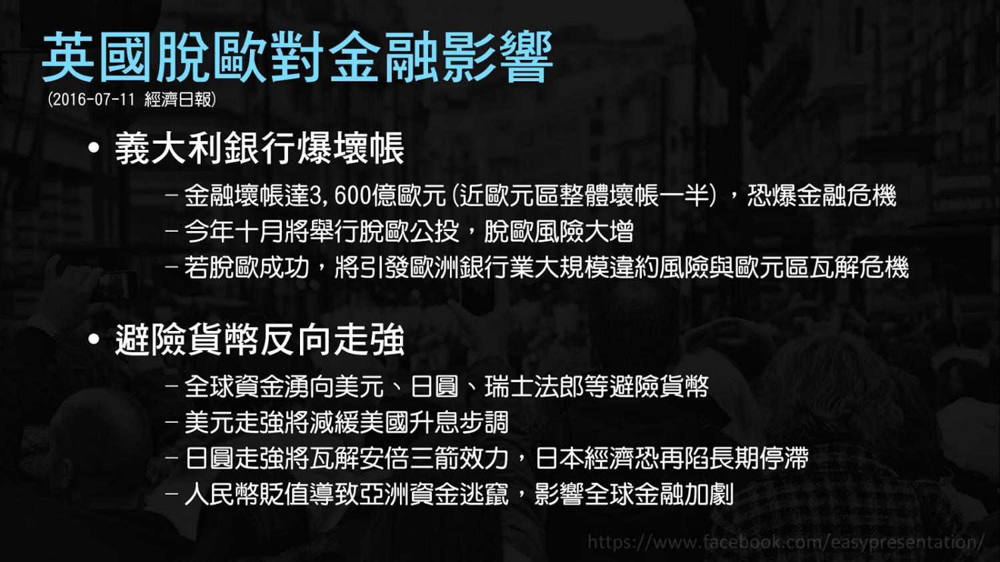 英國脫歐對金融影響
(2016-07-11 經濟日報)
• 義大利銀行爆壞帳
– 金融壞帳達3,600億歐元(近歐元區整體壞帳一半)，恐爆金融危機
– 今年十月將舉行脫歐公投，脫歐風險大增
– 若脫歐成功，將引發歐洲銀行業大規模違約風險與歐元區瓦解危機
• 避險貨幣反向走強
– 全球資金湧向美元、日圓、瑞士法郎等避險貨幣
– 美元走強將減緩美國升息步調
– 日圓走強將瓦解安倍三箭效力，日本經濟恐再陷長期停滯
– 人民幣貶值導致亞洲資金逃竄，影響全球金融加劇
https://www.facebook.com/easypresentation/